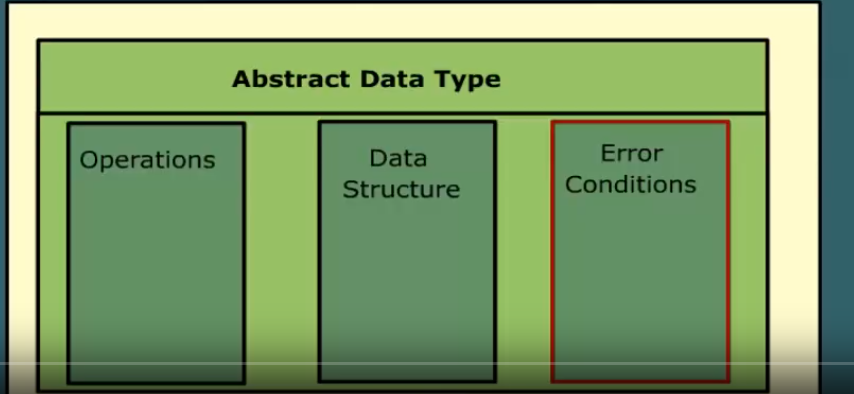 Abstract Data Type
Operations
Data
Structure
Error
Conditions